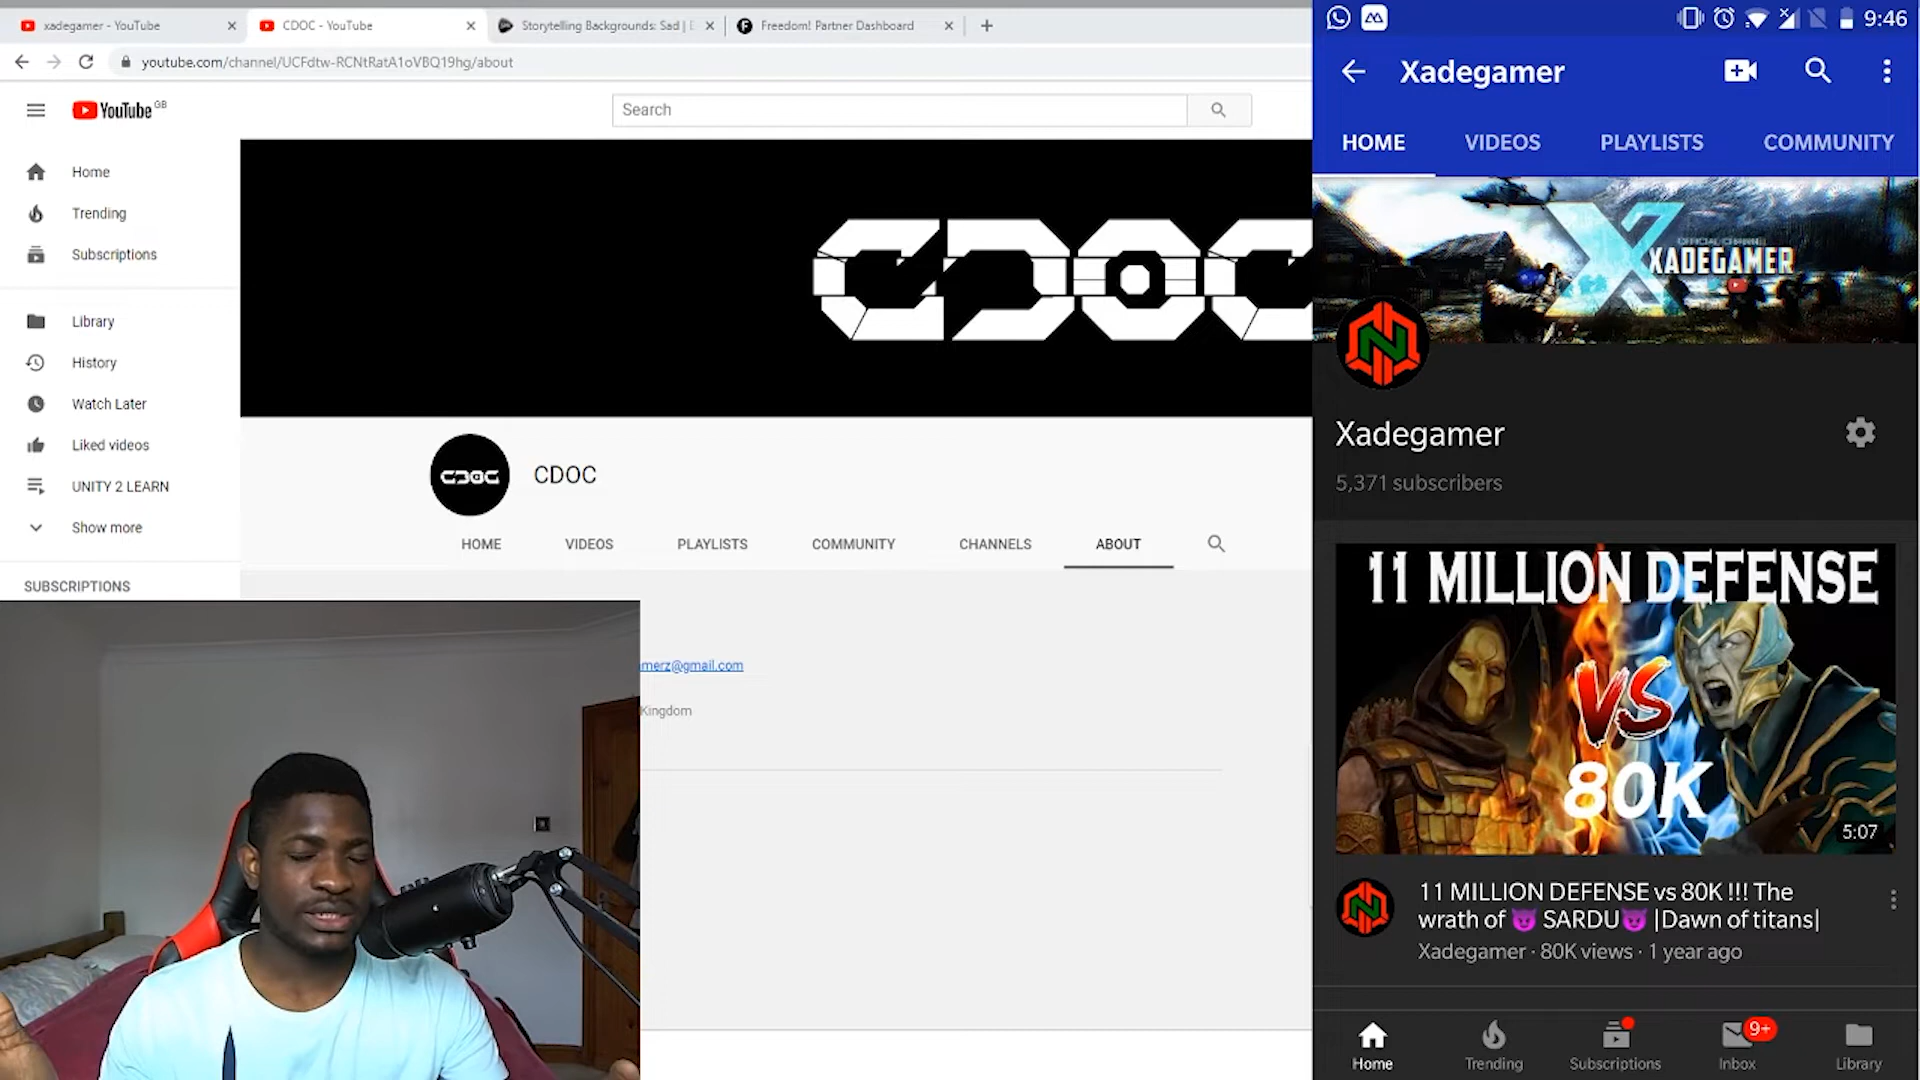 xadegamer - YouTube
CDOC - YouTube
Storytelling Backgrounds: Sad |
Freedom! Partner Dashboard
youtube.com/channel/UCFdtw-RCNtRatA1oVBQ19hg/about
YouTube GB
Search
Home
Trending
Subscriptions
Library
History
Watch Later
Liked videos
UNITY 2 LEARN
Show more
SUBSCRIPTIONS
CDOC
CDOC
CDOC
HOME
VIDEOS
PLAYLISTS
COMMUNITY
CHANNELS
ABOUT
merz@gmail.com
Kingdom
9:46
Xadegamer
HOME
VIDEOS
PLAYLISTS
COMMUNITY
OFFICIAL CHANNEL
XADEGAMER
Xadegamer
5,371 subscribers
11 MILLION DEFENSE
VS
80K
5:07
11 MILLION DEFENSE vs 80K !!! The
wrath of 😈 SARDU😈 |Dawn of titans|
Xadegamer · 80K views · 1 year ago
Home
Trending
Subscriptions
9+
Inbox
Library